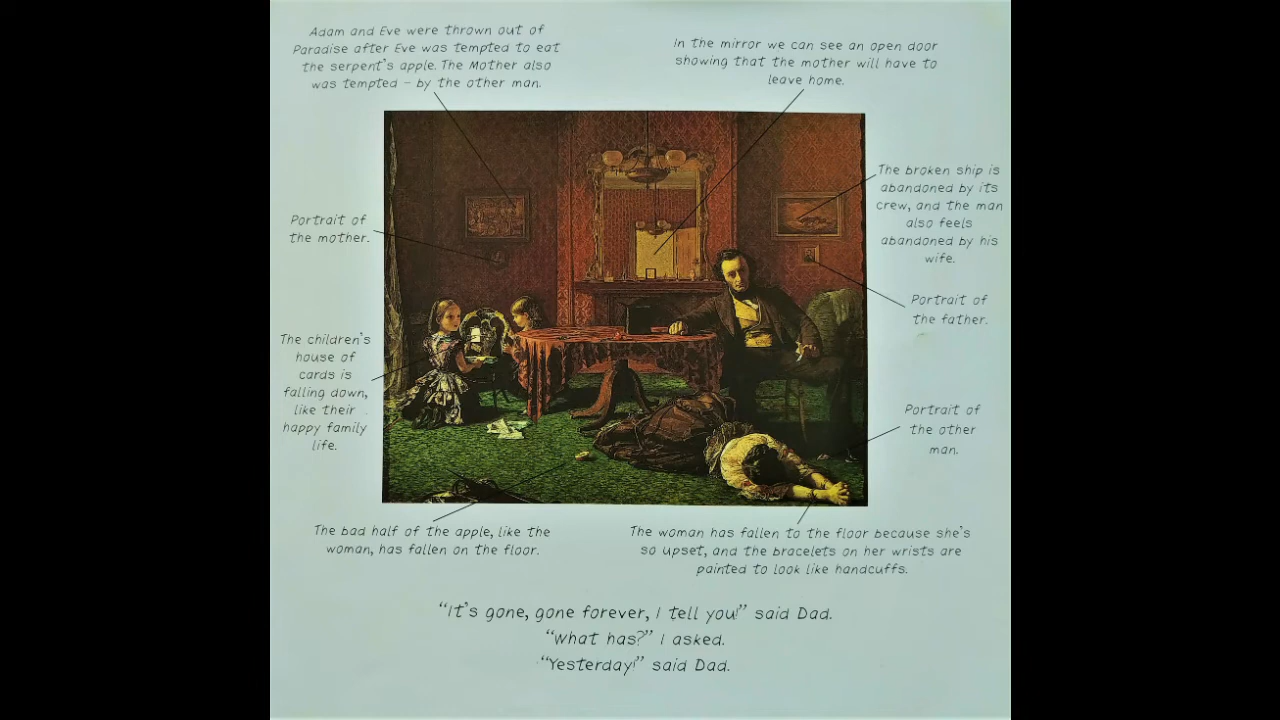 Adam and Eve were thrown out of
Paradise after Eve was tempted to eat
the serpent's apple. The Mother also
was tempted – by the other man.
In the mirror we can see an open door
showing that the mother will have to
leave home.
The broken ship is
abandoned by its
crew, and the man
also feels
abandoned by his
wife.
Portrait of
the mother.
Portrait of
the father.
The children's
house of
cards is
falling down,
like their
happy family
life.
Portrait of
the other
man.
The bad half of the apple, like the
woman, has fallen on the floor.
The woman has fallen to the floor because she's
so upset, and the bracelets on her wrists are
painted to look like handcuffs.
"It's gone, gone forever, I tell you!" said Dad.
"What has?" I asked.
"Yesterday!" said Dad.